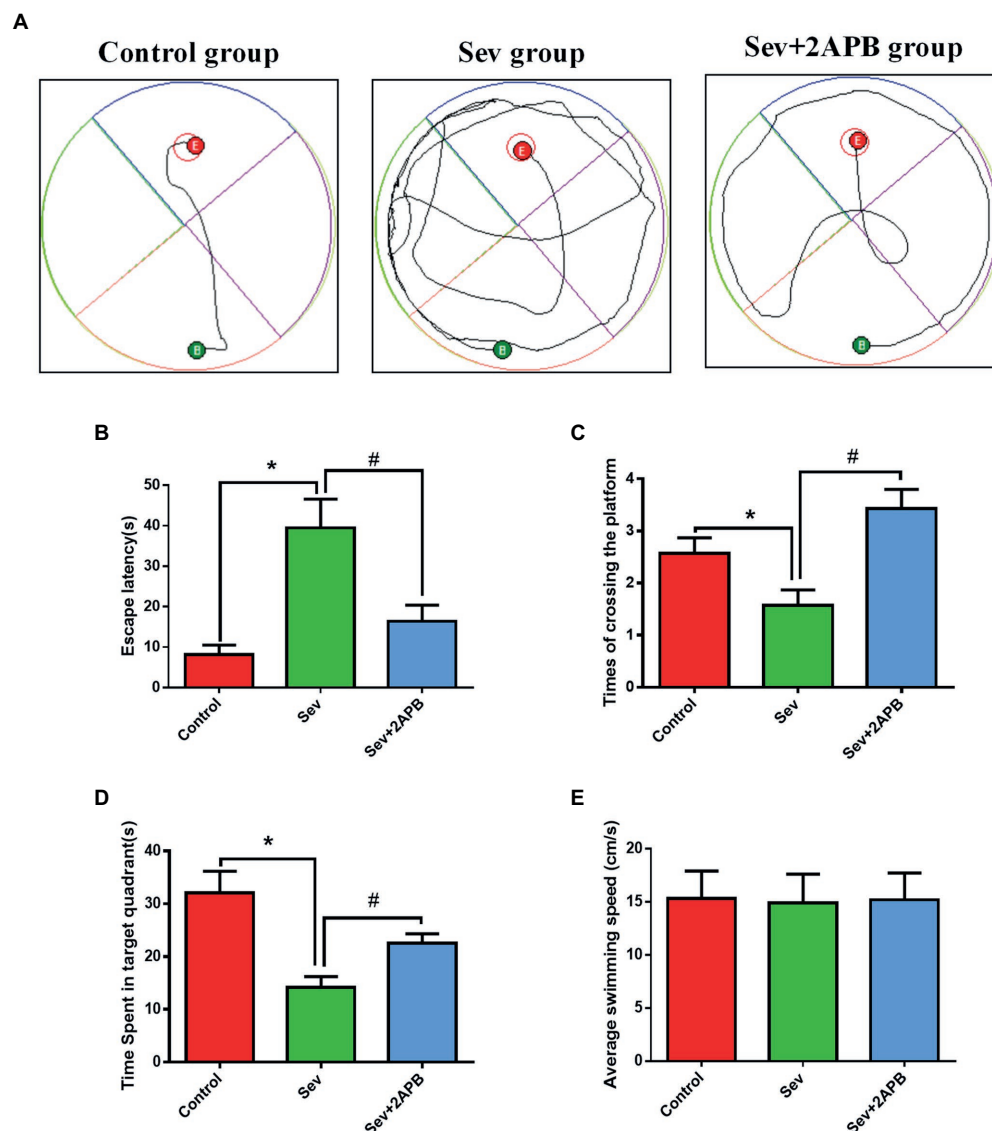 A
Control group
Sev group
Sev+2APB group
E
B
E
B
E
B
B
Escape latency(s)
50
40
30
20
10
0
*
#
Control
Sev
Sev+2APB
C
Times of crossing the platform
4
3
2
1
0
*
#
Control
Sev
Sev+2APB
D
Time Spent in target quadrant(s)
40
30
20
10
0
*
#
Control
Sev
Sev+2APB
E
Average swimming speed (cm/s)
20
15
10
5
0
Control
Sev
Sev+2APB